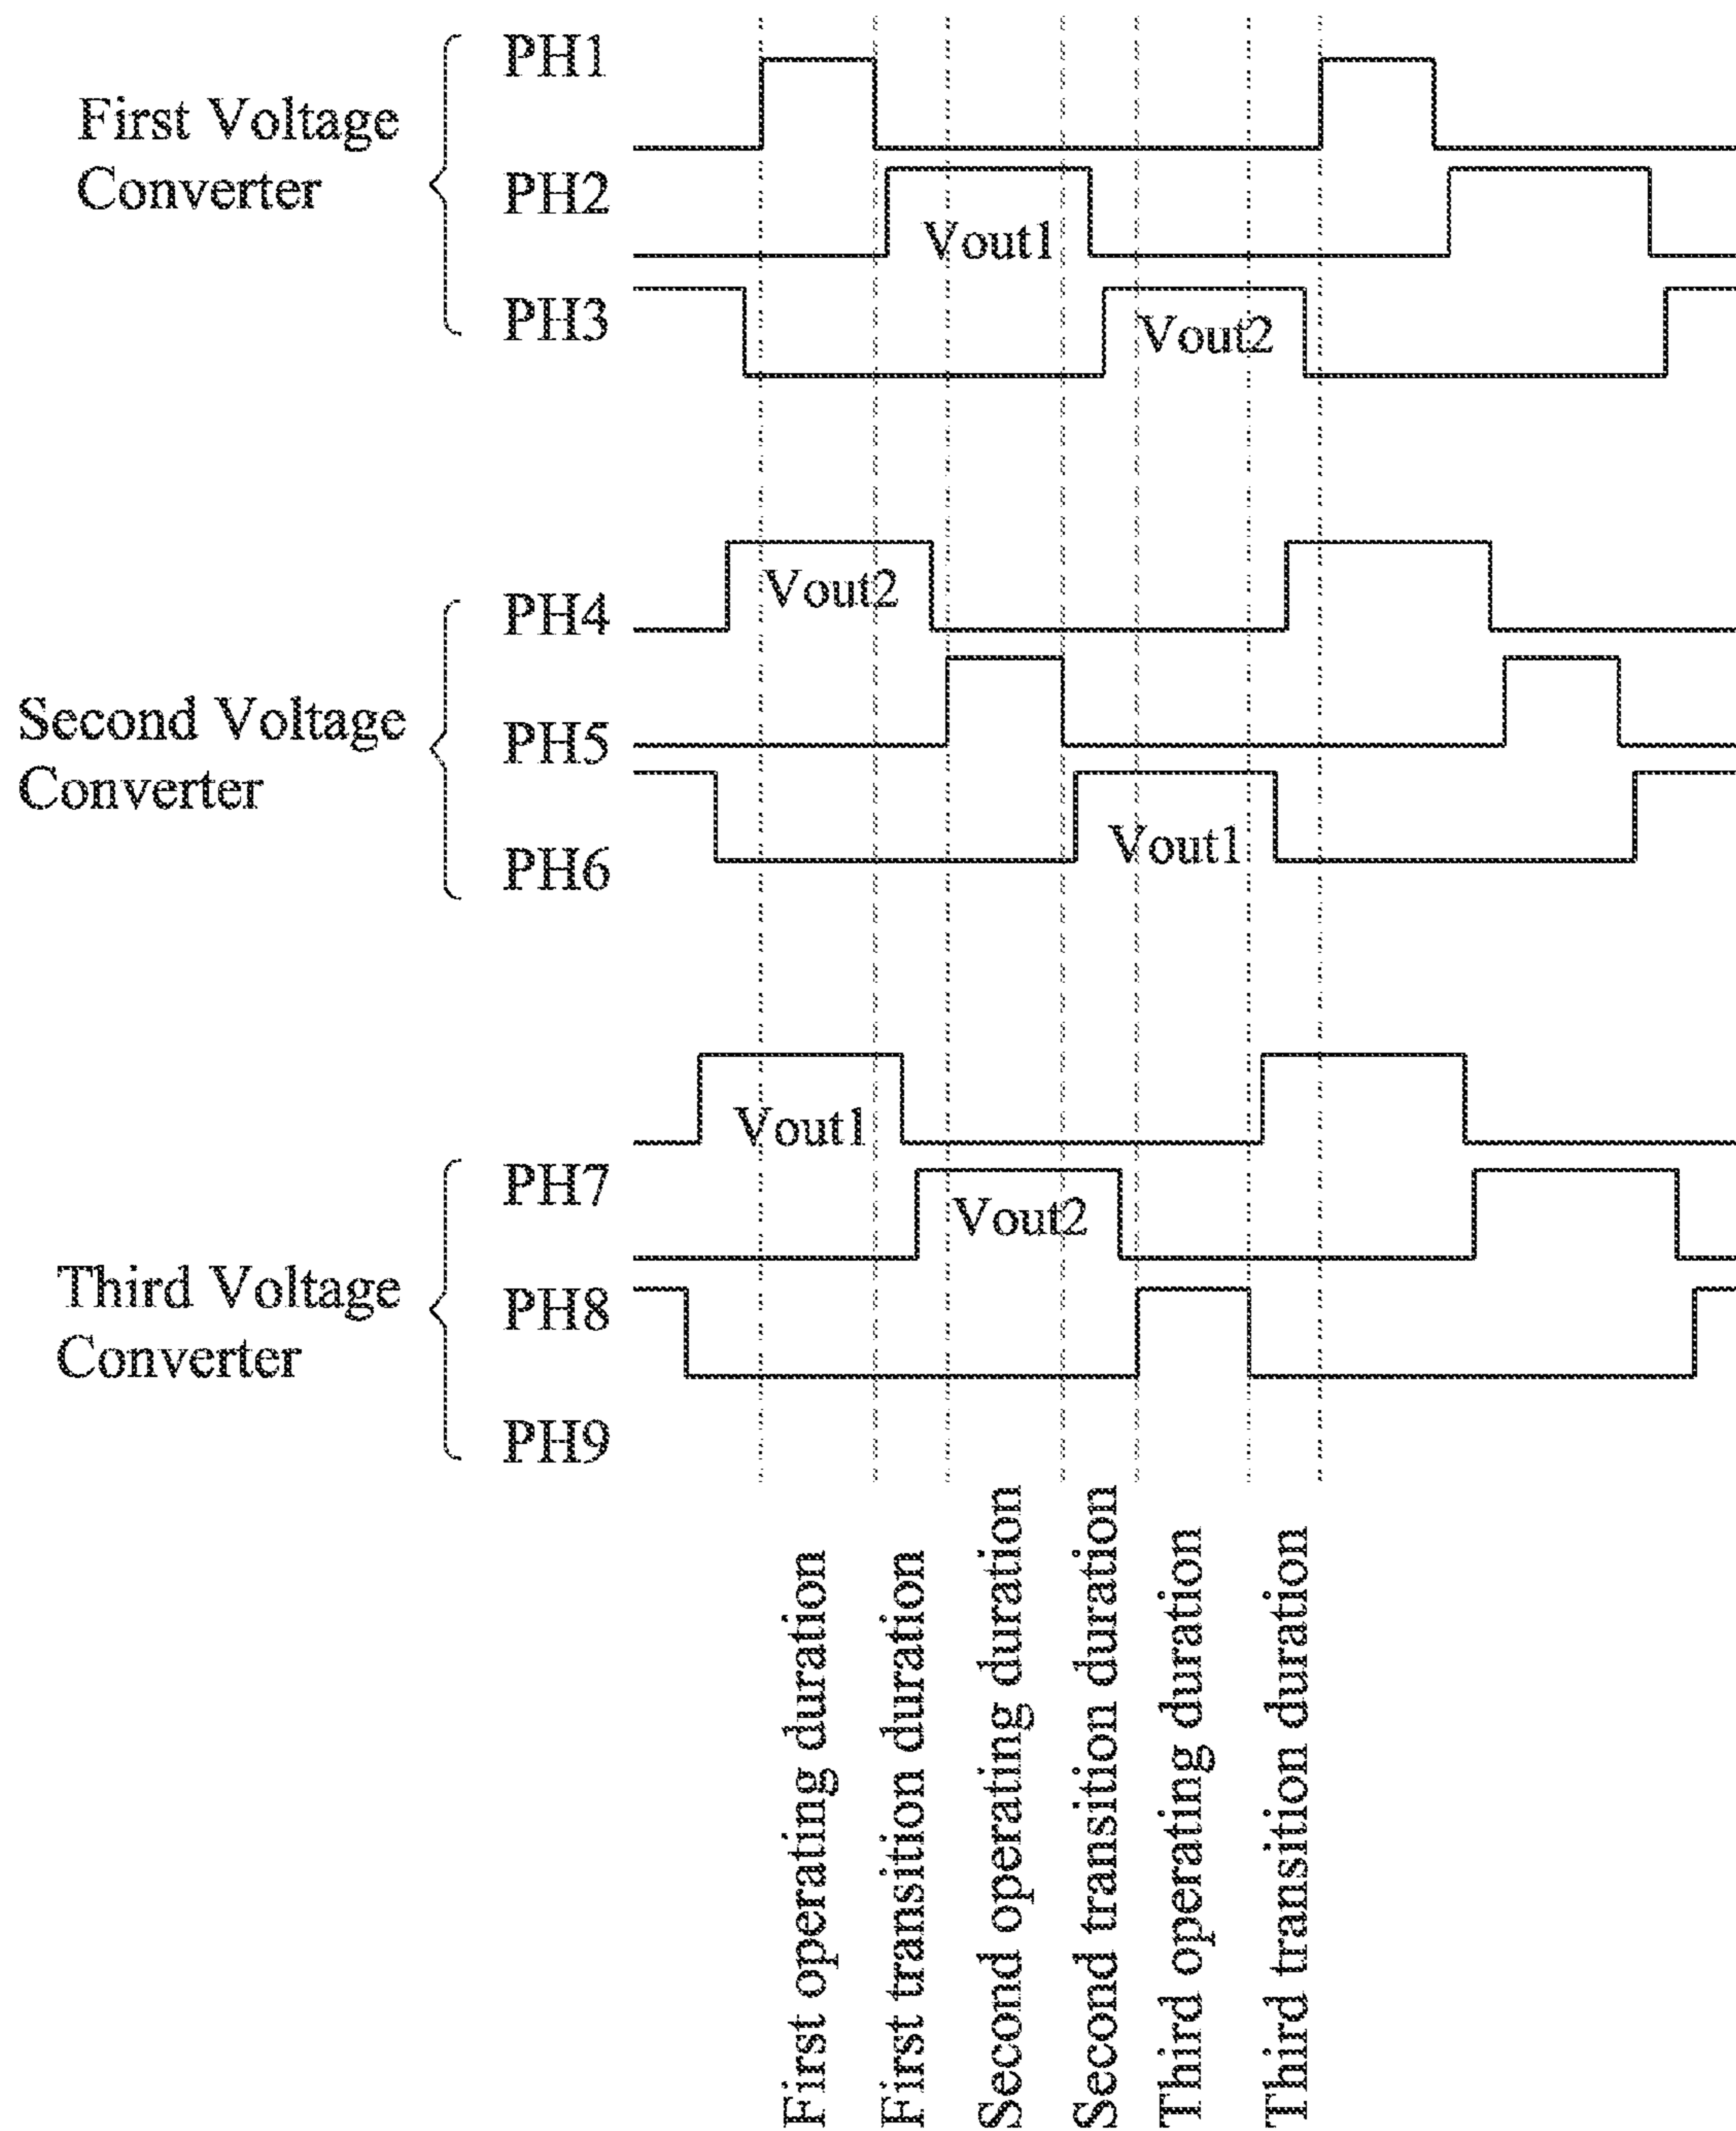 First Voltage
Converter
PH1
PH2
PH3
Vout1
Vout2
Second Voltage
Converter
PH4
PH5
PH6
Vout2
Vout1
Third Voltage
Converter
PH7
PH8
PH9
Vout1
Vout2
First operating duration
First transition duration
Second operating duration
Second transition duration
Third operating duration
Third transition duration